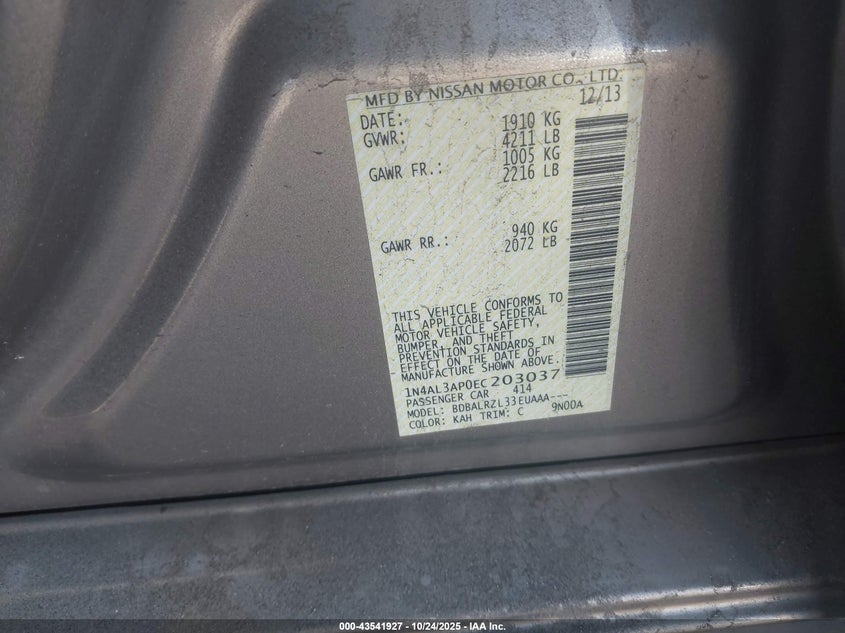 MFD BY NISSAN MOTOR CO., LTD.
DATE: 12/13
GVWR: 1910 KG
4211 LB
GAWR FR.: 1005 KG
2216 LB
GAWR RR.: 940 KG
2072 LB
THIS VEHICLE CONFORMS TO
ALL APPLICABLE FEDERAL
MOTOR VEHICLE SAFETY,
BUMPER, AND THEFT
PREVENTION STANDARDS IN
EFFECT ON THE DATE OF
MANUFACTURE SHOWN ABOVE.
1N4AL3AP0EC203037
PASSENGER CAR 414
MODEL: BDBALRZL33EUAAA---
COLOR: KAH TRIM: C 9N00A
000-43541927 - 10/24/2025 - IAA Inc.